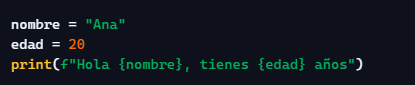 nombre = "Ana"
edad = 20
print(f"Hola {nombre}, tienes {edad} años")